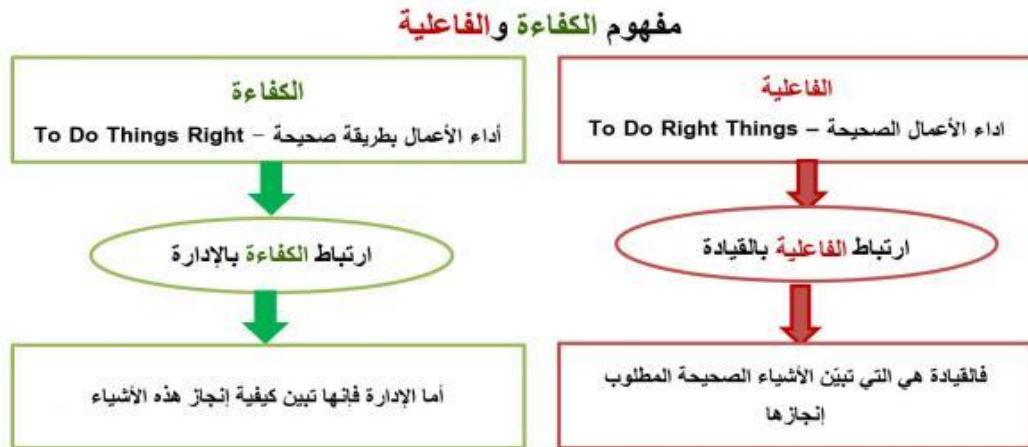 مفهوم الكفاءة والفاعلية
الفاعلية
اداء الأعمال الصحيحة – To Do Right Things
ارتباط الفاعلية بالقيادة
فالقيادة هي التي تبيّن الأشياء الصحيحة المطلوب
إنجازها
الكفاءة
أداء الأعمال بطريقة صحيحة – To Do Things Right
ارتباط الكفاءة بالإدارة
أما الإدارة فإنها تبين كيفية إنجاز هذه الأشياء